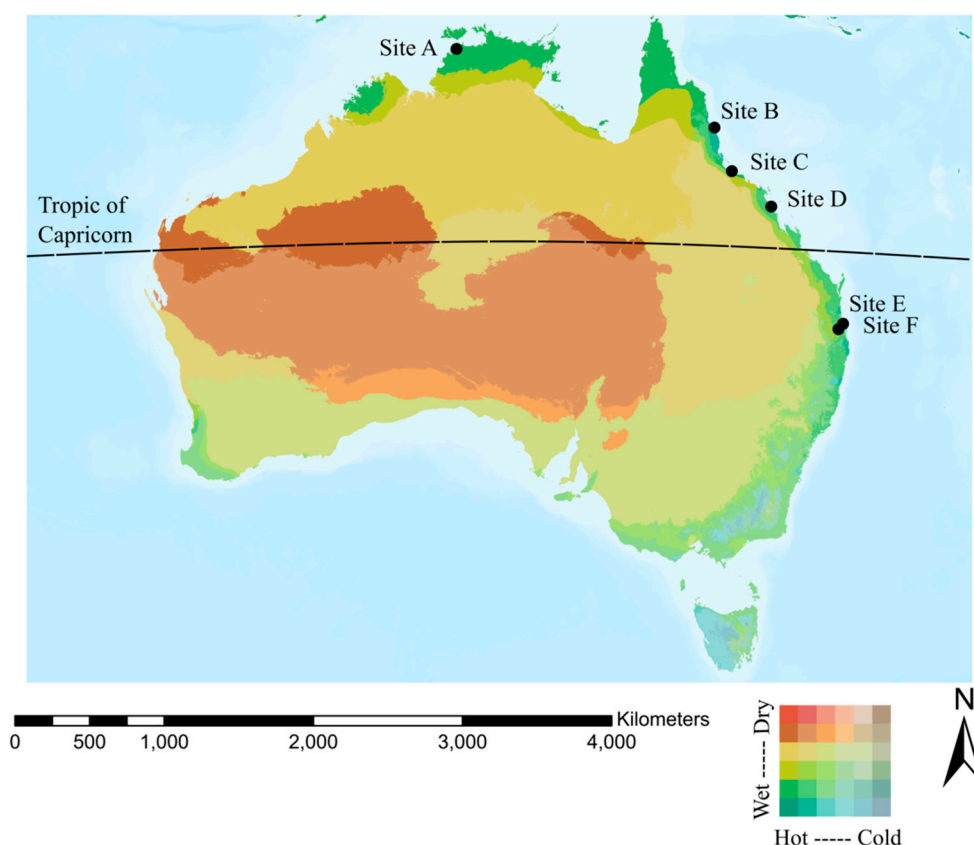 Site A
Site B
Site C
Site D
Tropic of
Capricorn
Site E
Site F
Kilometers
0 500 1,000 2,000 3,000 4,000
N
Wet ----- Dry
Hot ----- Cold